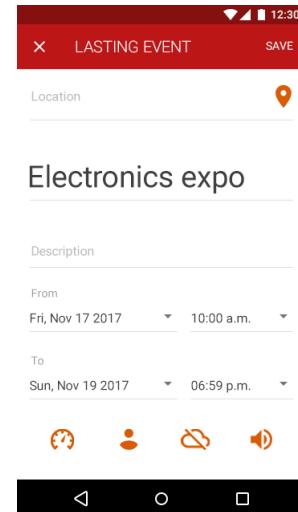 12:30
LASTING EVENT SAVE
Location
Electronics expo
Description
From
Fri, Nov 17 2017 10:00 a.m.
To
Sun, Nov 19 2017 06:59 p.m.